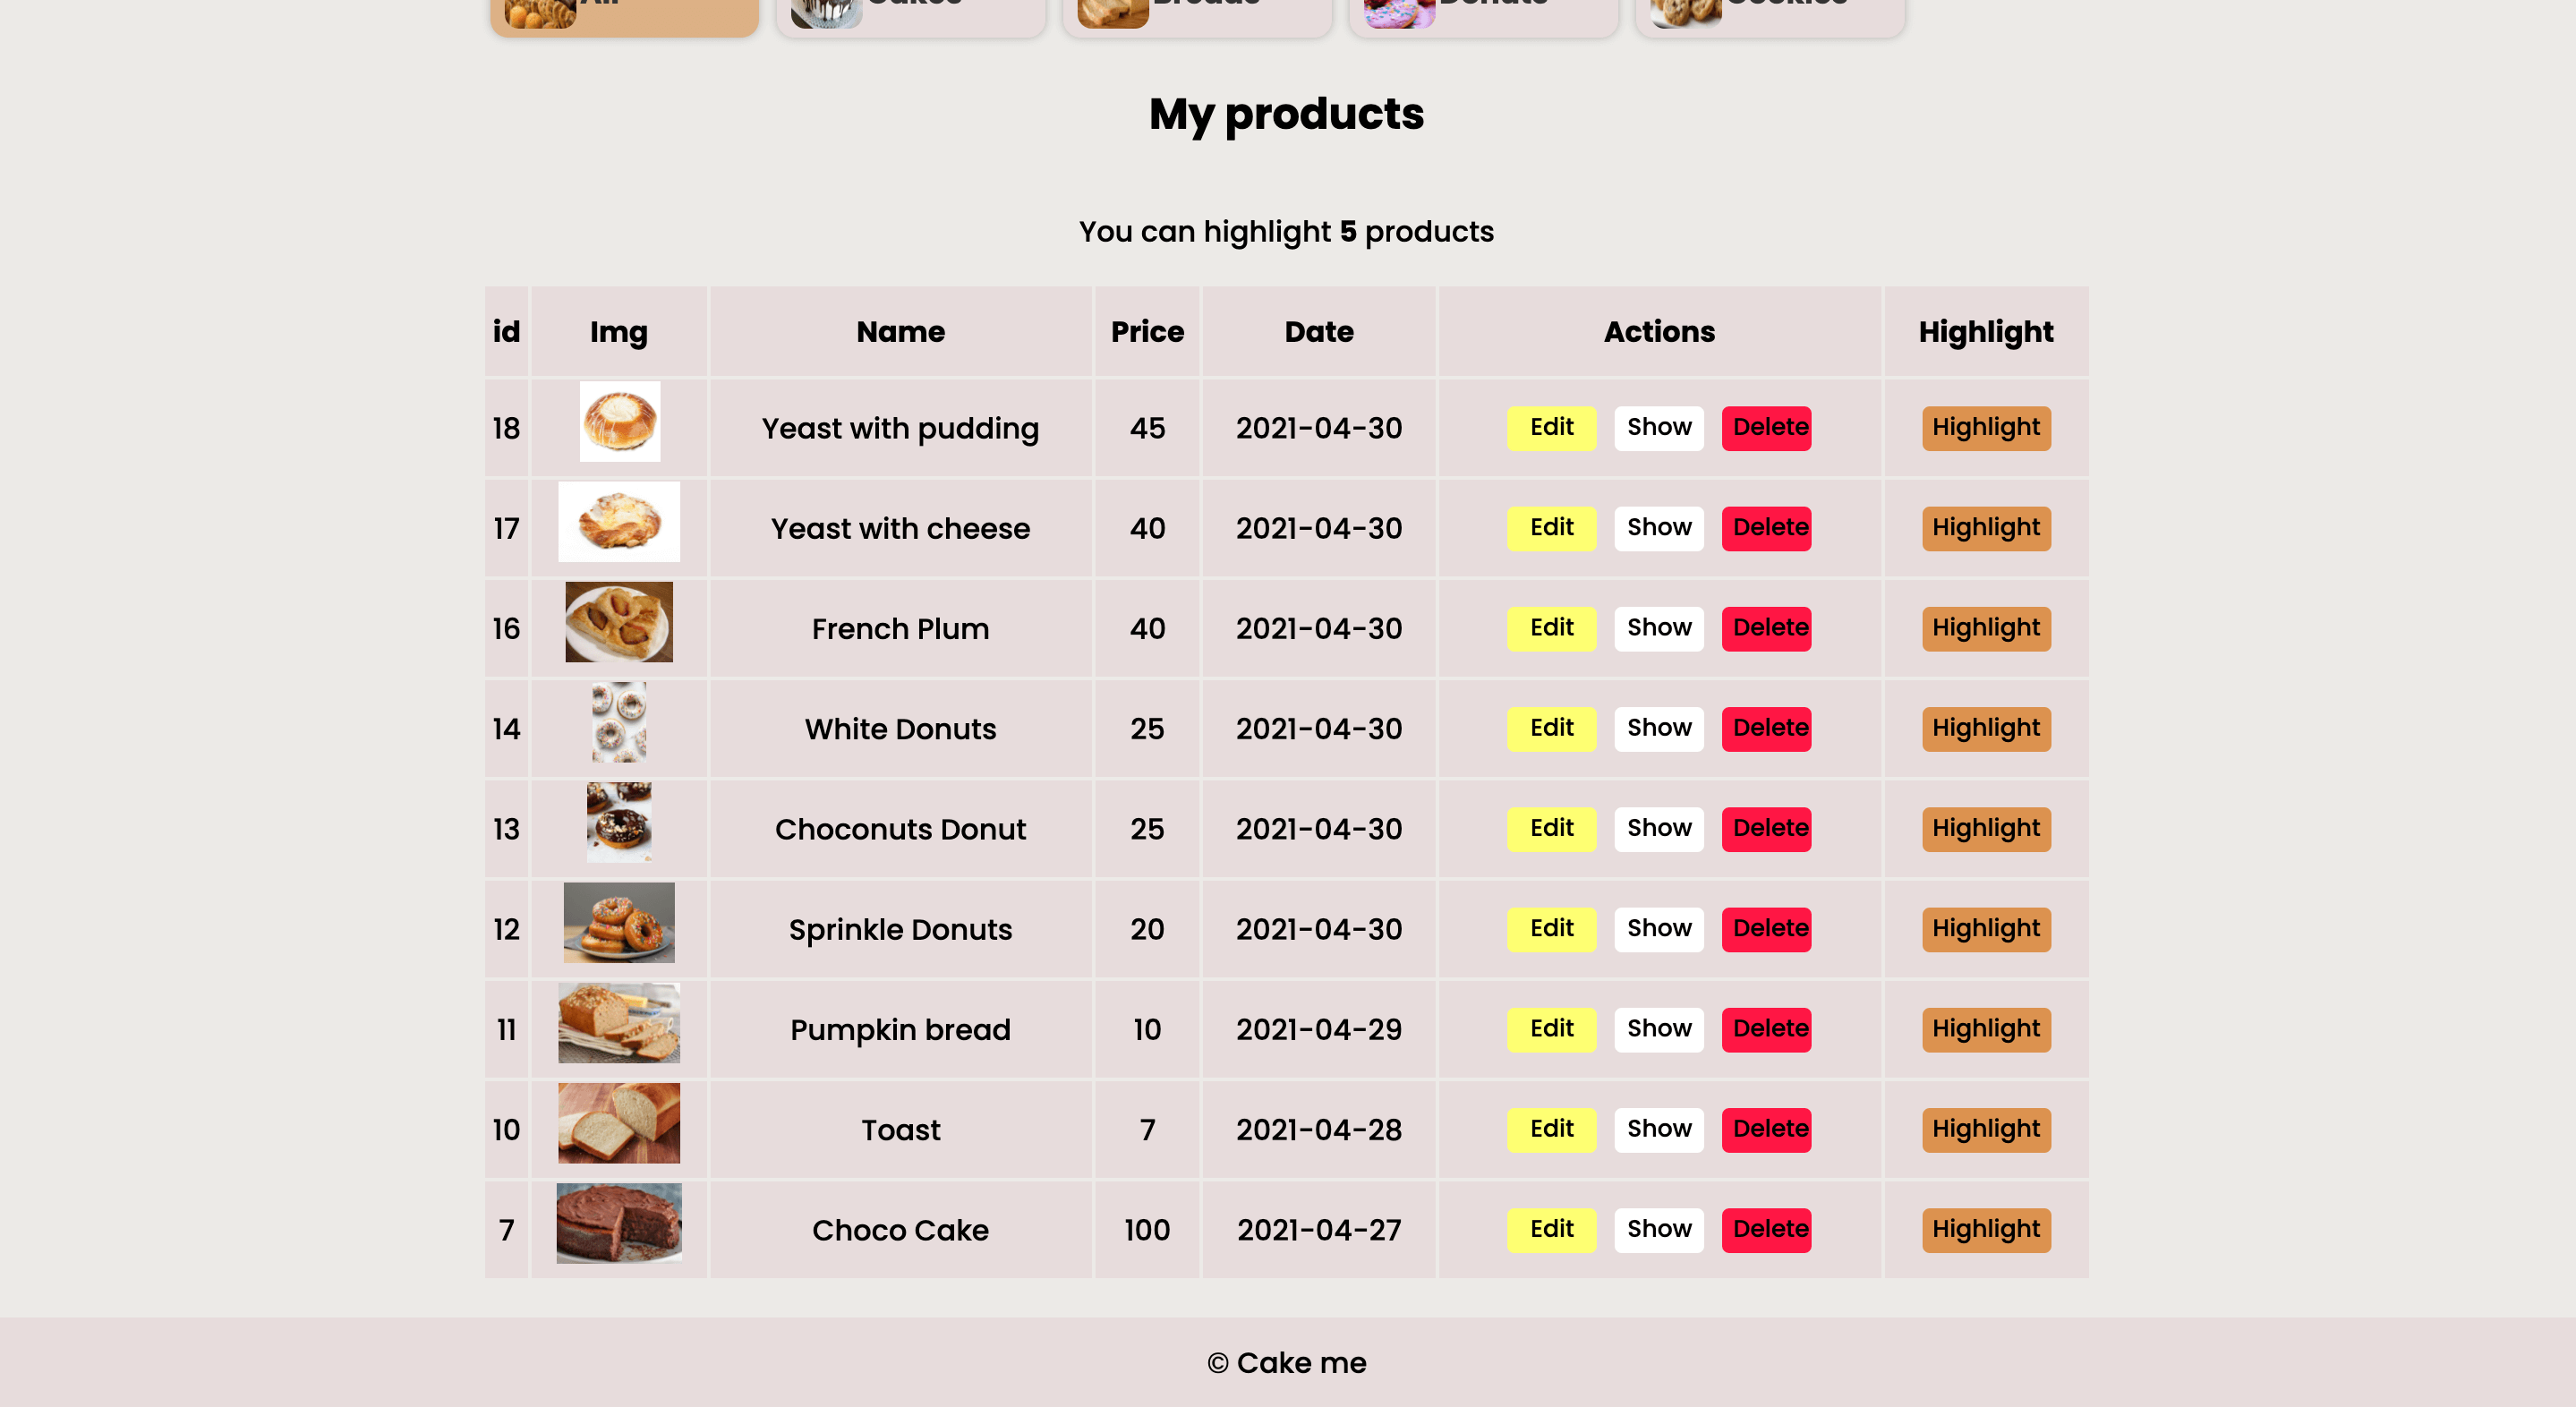 All Cakes Breads Donuts Cookies
My products
You can highlight 5 products
id Img Name Price Date Actions Highlight
18 Yeast with pudding 45 2021-04-30 Edit Show Delete Highlight
17 Yeast with cheese 40 2021-04-30 Edit Show Delete Highlight
16 French Plum 40 2021-04-30 Edit Show Delete Highlight
14 White Donuts 25 2021-04-30 Edit Show Delete Highlight
13 Choconuts Donut 25 2021-04-30 Edit Show Delete Highlight
12 Sprinkle Donuts 20 2021-04-30 Edit Show Delete Highlight
11 Pumpkin bread 10 2021-04-29 Edit Show Delete Highlight
10 Toast 7 2021-04-28 Edit Show Delete Highlight
7 Choco Cake 100 2021-04-27 Edit Show Delete Highlight
© Cake me